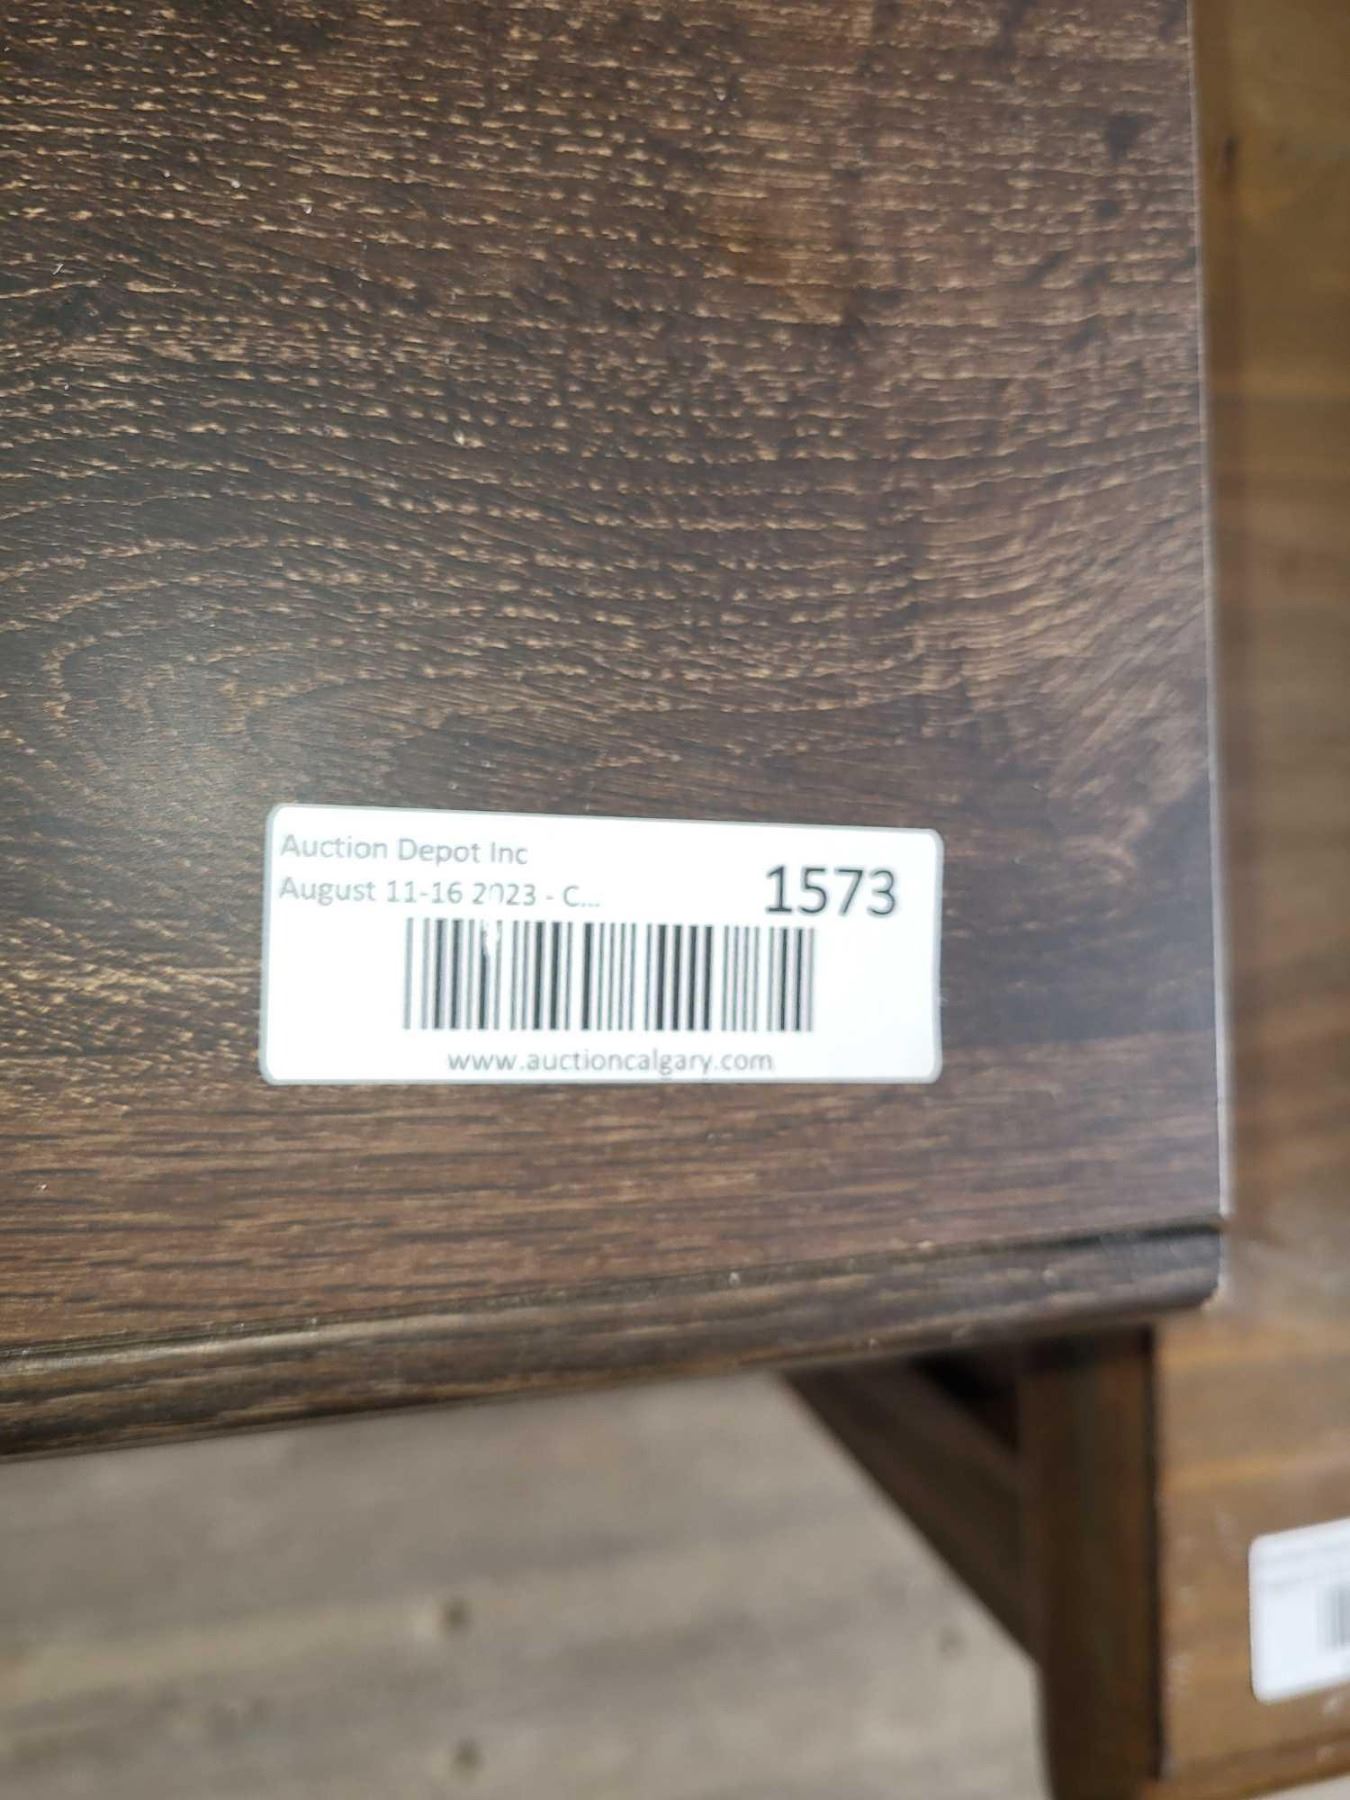 Auction Depot Inc
August 11-16 2023 - C...
1573
www.auctioncalgary.com